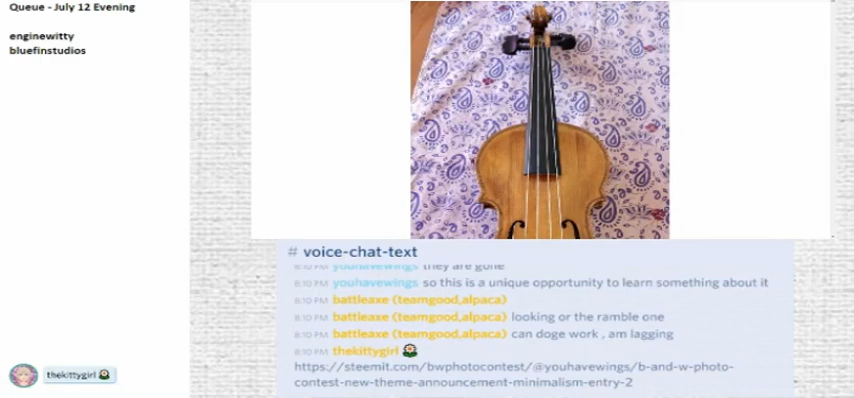 Queue - July 12 Evening
enginewitty
bluefinstudios
# voice-chat-text
8:10 PM youhavewings they are gone
8:10 PM youhavewings so this is a unique opportunity to learn something about it
8:10 PM battleaxe (teamgood,alpaca)
8:10 PM battleaxe (teamgood,alpaca) looking or the ramble one
8:10 PM battleaxe (teamgood,alpaca) can doge work , am lagging
8:10 PM thekittygirl
https://steemit.com/bwphotocontest/@youhavewings/b-and-w-photo-
contest-new-theme-announcement-minimalism-entry-2
thekittygirl